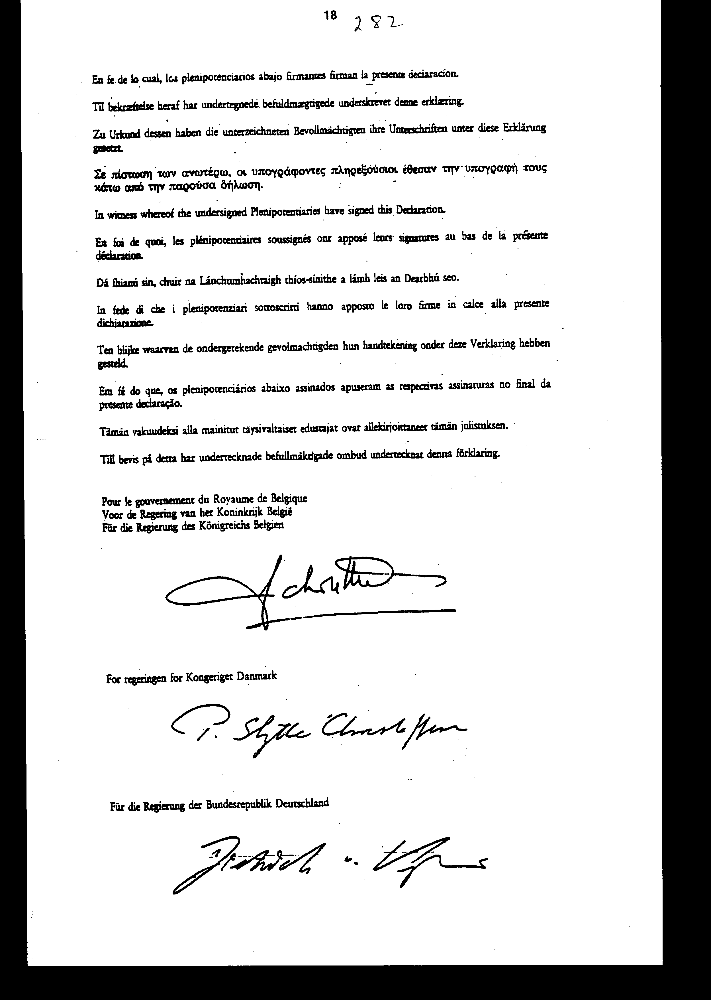 18
282
En fe de lo cual, los plenipotenciarios abajo firmantes firman la presente declaracíon.
Til bekræftelse heraf har undertegnede befuldmægtigede underskrevet denne erklæring.
Zu Urkund dessen haben die unterzeichneten Bevollmächtigten ihre Unterschriften unter diese Erklärung
gesetzt.
Σε πίστωση των ανωτέρω, οι υπογράφοντες πληρεξούσιοι έθεσαν την υπογραφή τους
κάτω από την παρούσα δήλωση.
In witness whereof the undersigned Plenipotentiaries have signed this Declaration.
En foi de quoi, les plénipotentiaires soussignés ont apposé leurs signatures au bas de la présente
déclaration.
Dá fhianú sin, chuir na Lánchumhachtaigh thíos-sínithe a lámh leis an Dearbhú seo.
In fede di che i plenipotenziari sottoscritti hanno apposto le loro firme in calce alla presente
dichiarazione.
Ten blijke waarvan de ondergetekende gevolmachtigden hun handtekening onder deze Verklaring hebben
gesteld.
Em fé do que, os plenipotenciários abaixo assinados apuseram as respectivas assinaturas no final da
presente declaração.
Tämän vakuudeksi alla mainitut täysivaltaiset edustajat ovat allekirjoittaneet tämän julistuksen.
Till bevis på detta har undertecknade befullmäktigade ombud undertecknat denna förklaring.
Pour le gouvernement du Royaume de Belgique
Voor de Regering van het Koninkrijk België
Für die Regierung des Königreichs Belgien
For regeringen for Kongeriget Danmark
P.
Für die Regierung der Bundesrepublik Deutschland